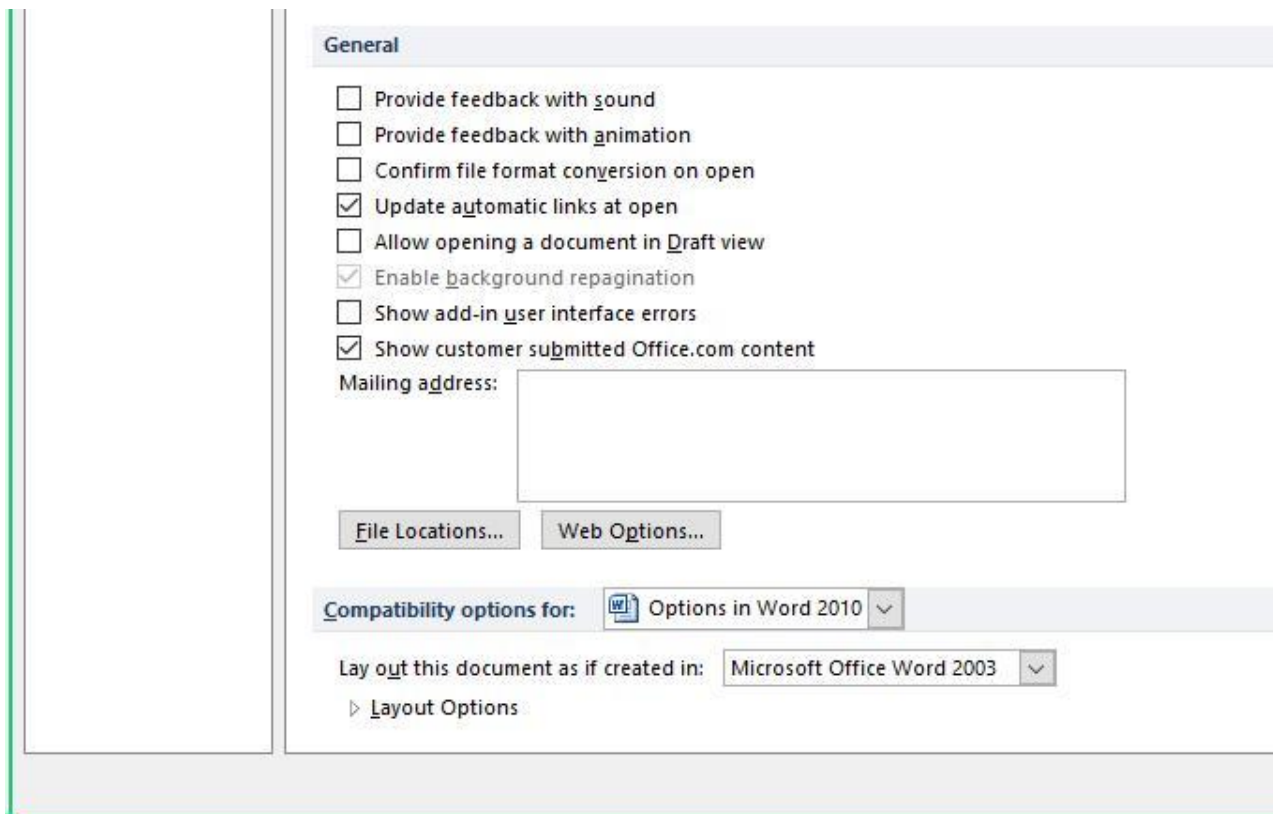 General
Provide feedback with sound
Provide feedback with animation
Confirm file format conversion on open
Update automatic links at open
Allow opening a document in Draft view
Enable background repagination
Show add-in user interface errors
Show customer submitted Office.com content
Mailing address:
File Locations... Web Options...
Compatibility options for: Options in Word 2010
Lay out this document as if created in: Microsoft Office Word 2003
Layout Options